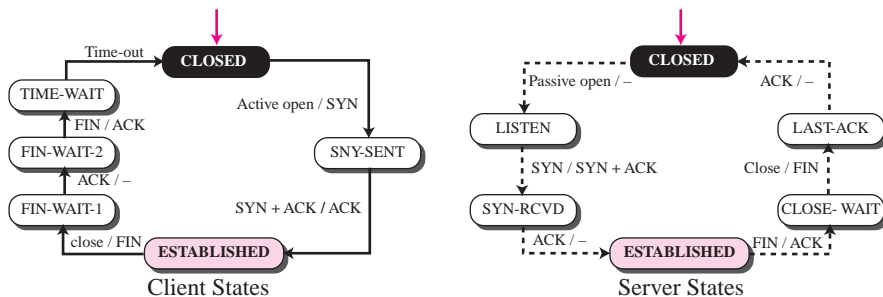 Time-out
CLOSED
TIME-WAIT
Active open / SYN
FIN / ACK
FIN-WAIT-2
SNY-SENT
ACK / –
FIN-WAIT-1
SYN + ACK / ACK
close / FIN
ESTABLISHED
Client States
CLOSED
Passive open / –
ACK / –
LISTEN
LAST-ACK
SYN / SYN + ACK
Close / FIN
SYN-RCVD
CLOSE- WAIT
ACK / –
ESTABLISHED
FIN / ACK
Server States